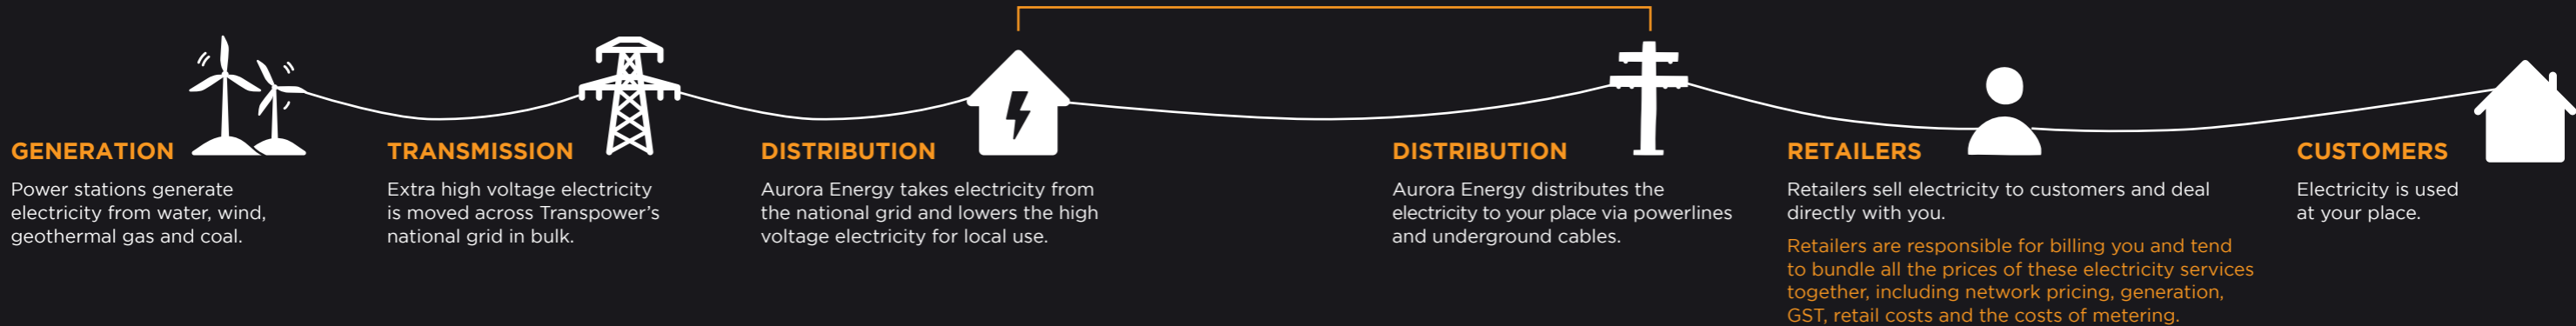 GENERATION
Power stations generate
electricity from water, wind,
geothermal gas and coal.
TRANSMISSION
Extra high voltage electricity
is moved across Transpower’s
national grid in bulk.
DISTRIBUTION
Aurora Energy takes electricity from
the national grid and lowers the high
voltage electricity for local use.
DISTRIBUTION
Aurora Energy distributes the
electricity to your place via powerlines
and underground cables.
RETAILERS
Retailers sell electricity to customers and deal
directly with you.
Retailers are responsible for billing you and tend
to bundle all the prices of these electricity services
together, including network pricing, generation,
GST, retail costs and the costs of metering.
CUSTOMERS
Electricity is used
at your place.